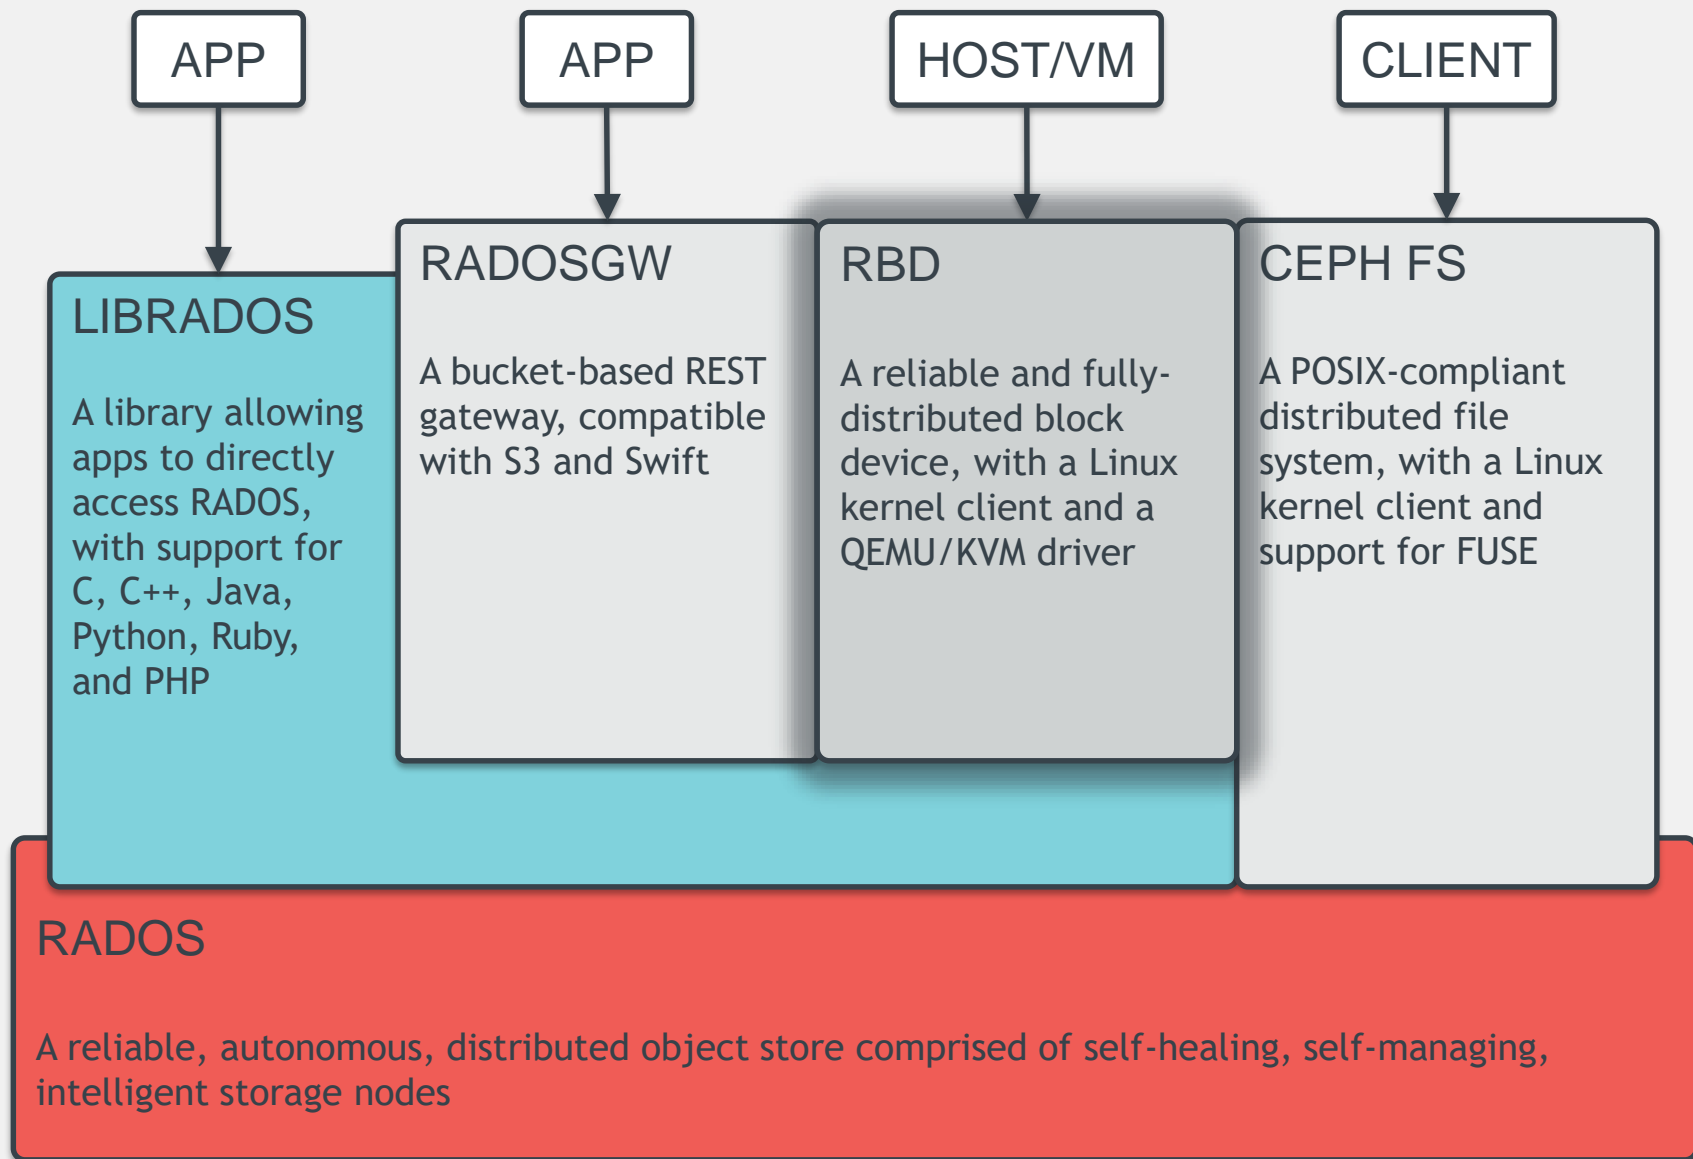 APP
APP
HOST/VM
CLIENT
LIBRADOS
A library allowing
apps to directly
access RADOS,
with support for
C, C++, Java,
Python, Ruby,
and PHP
RADOSGW
A bucket-based REST
gateway, compatible
with S3 and Swift
RBD
A reliable and fully-
distributed block
device, with a Linux
kernel client and a
QEMU/KVM driver
CEPH FS
A POSIX-compliant
distributed file
system, with a Linux
kernel client and
support for FUSE
RADOS
A reliable, autonomous, distributed object store comprised of self-healing, self-managing,
intelligent storage nodes